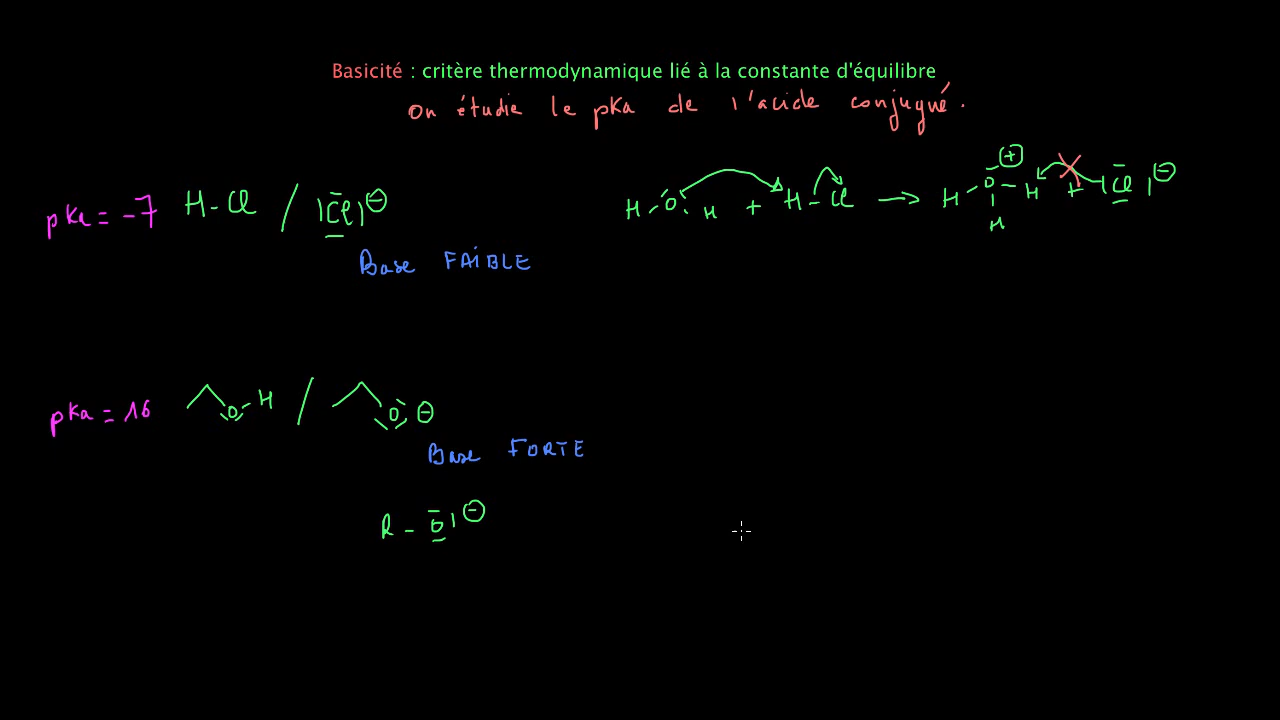 Basicité : critère thermodynamique lié à la constante d'équilibre
On étudie le pKa de l'acide conjugué.
pKa = -7 H-Cl / |Cl|⊖
H-O-H + H-Cl → H-O-H + |Cl|⊖
⊕
H
Base FAIBLE
pKa = 16 O-H / O ⊖
Base FORTE
R-O|⊖